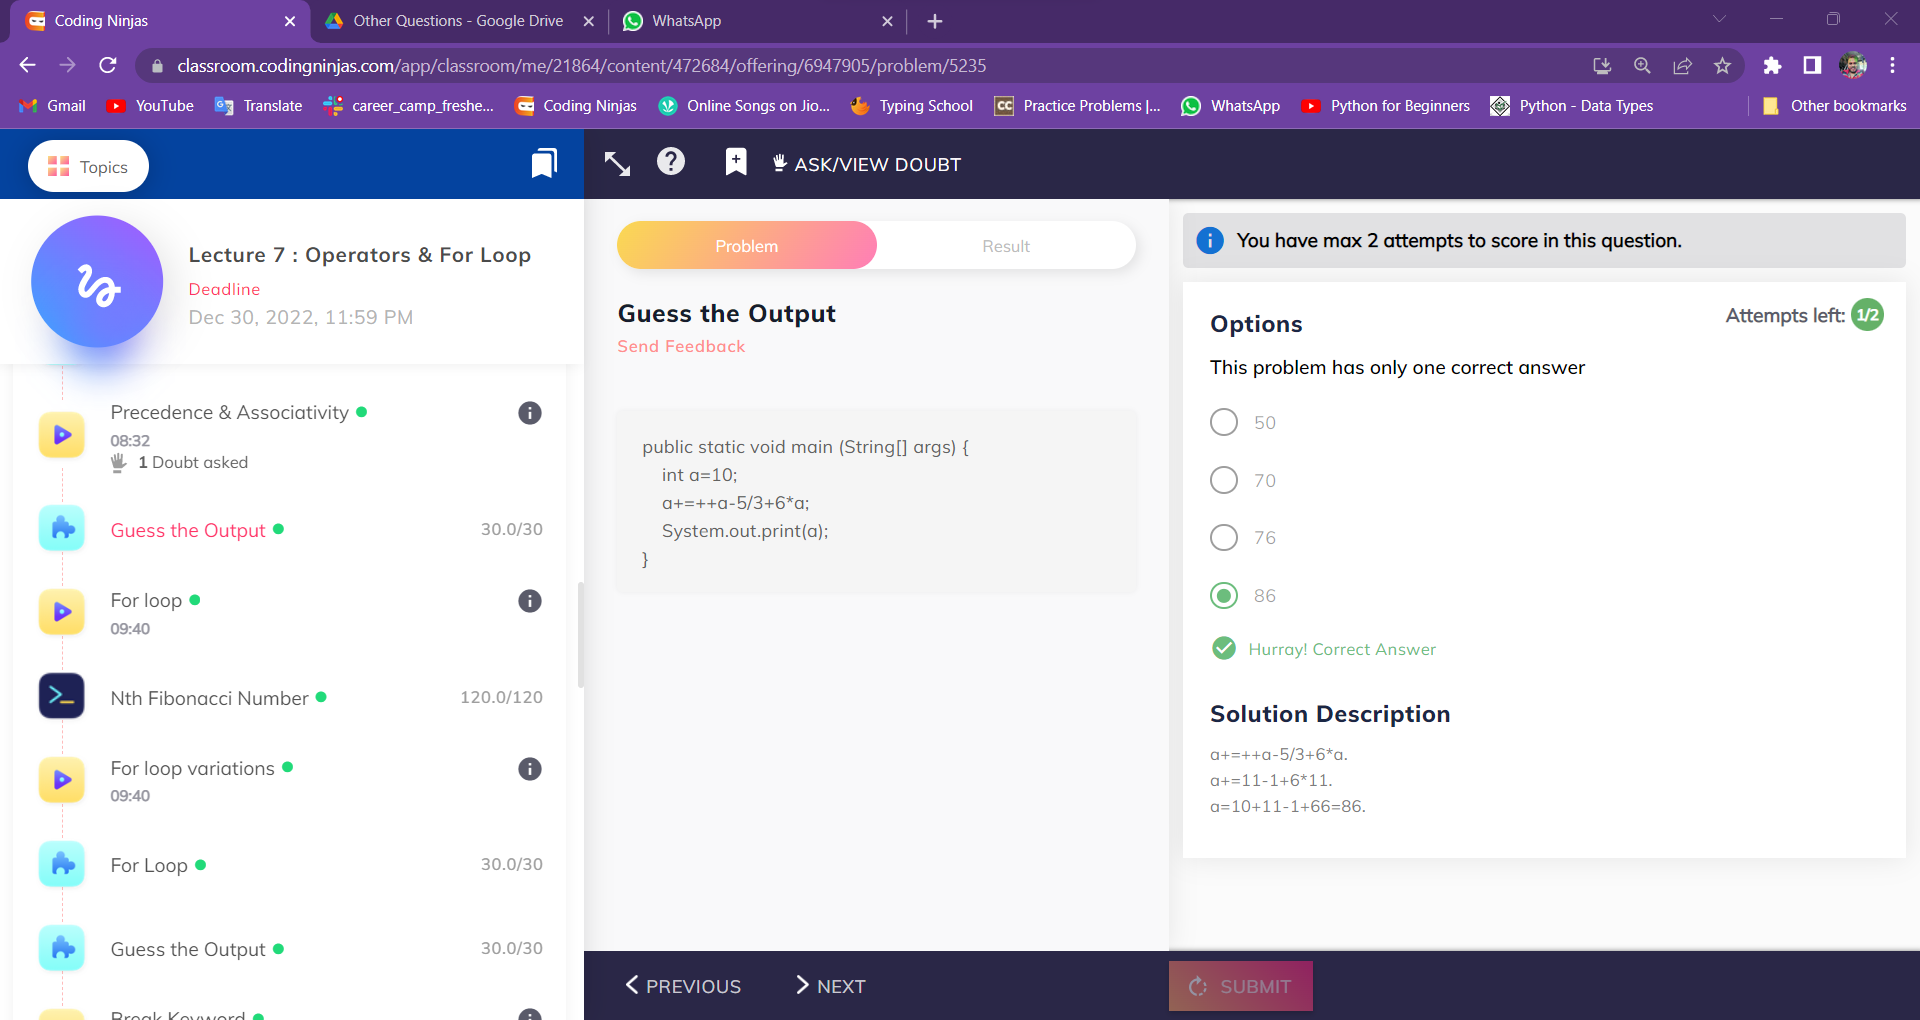 Coding Ninjas
Other Questions - Google Drive
WhatsApp
classroom.codingninjas.com/app/classroom/me/21864/content/472684/offering/6947905/problem/5235
Gmail
YouTube
Translate
career_camp_freshe...
Coding Ninjas
Online Songs on Jio...
Typing School
CC
Practice Problems |...
WhatsApp
Python for Beginners
Python - Data Types
Other bookmarks
Topics
ASK/VIEW DOUBT
Lecture 7 : Operators & For Loop
Deadline
Dec 30, 2022, 11:59 PM
Precedence & Associativity
08:32
1 Doubt asked
Guess the Output
30.0/30
For loop
09:40
Nth Fibonacci Number
120.0/120
For loop variations
09:40
For Loop
30.0/30
Guess the Output
30.0/30
Break Keyword
Problem
Result
Guess the Output
Send Feedback
public static void main (String[] args) {
int a=10;
a+=++a-5/3+6*a;
System.out.print(a);
}
PREVIOUS
NEXT
You have max 2 attempts to score in this question.
Options
Attempts left: 1/2
This problem has only one correct answer
50
70
76
86
Hurray! Correct Answer
Solution Description
a+=++a-5/3+6*a.
a+=11-1+6*11.
a=10+11-1+66=86.
SUBMIT